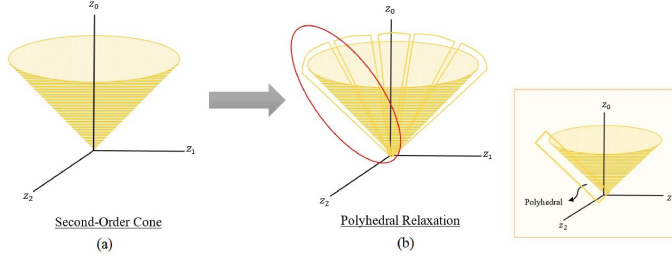 z0
z0
z1
z1
z2
z2
Second-Order Cone
Polyhedral Relaxation
(a)
(b)
z0
z
Polyhedral
z2